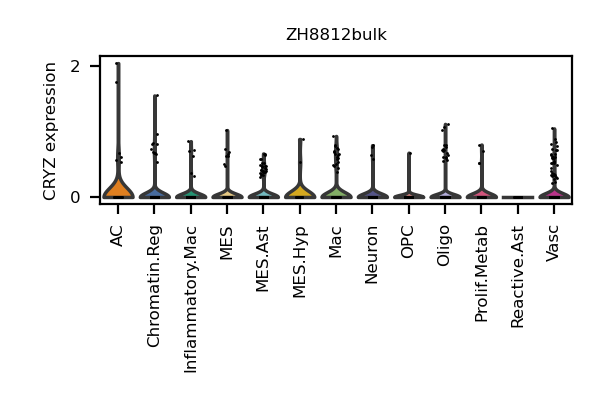 ZH8812bulk
CRYZ expression
2
0
AC
Chromatin.Reg
Inflammatory.Mac
MES
MES.Ast
MES.Hyp
Mac
Neuron
OPC
Oligo
Prolif.Metab
Reactive.Ast
Vasc